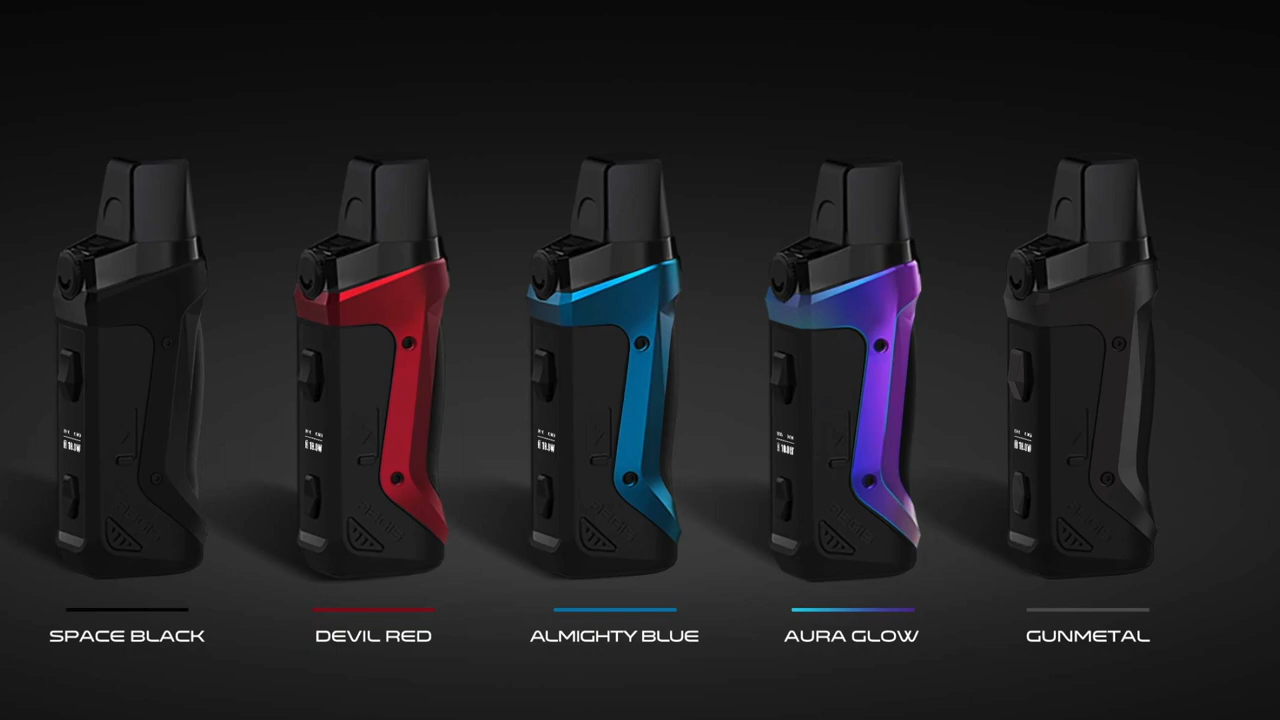 SPACE BLACK
DEVIL RED
ALMIGHTY BLUE
AURA GLOW
GUNMETAL